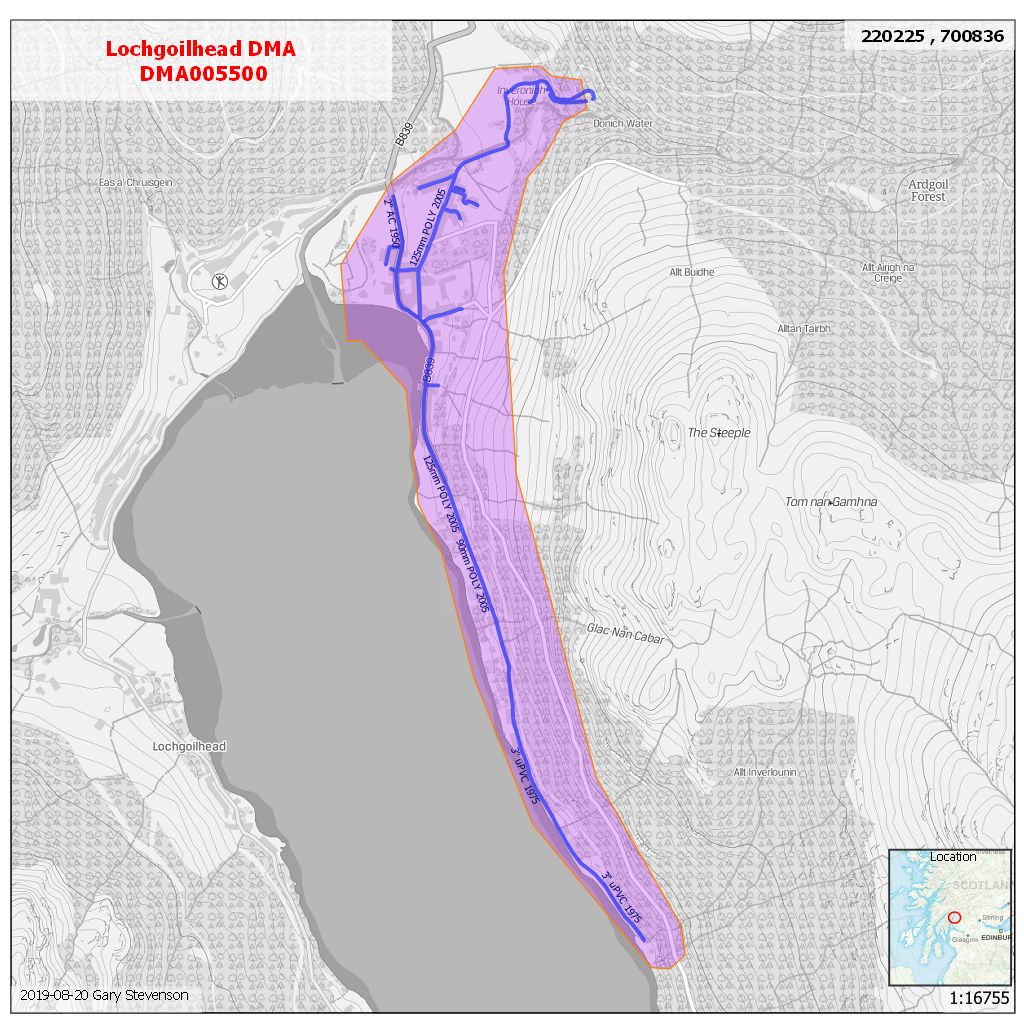 Lochgoilhead DMA
DMA005500
220225 , 700836
Inveronich
House
Donich Water
B839
Eas a' Chruisgein
Ardgoil
Forest
2" AC 1950
125mm POLY 2005
Allt Buidhe
Allt Airigh na
Creige
Alltan Tairbh
B839
The Steeple
125mm POLY 2005
Tom nan Gamhna
90mm POLY 2005
Glac Nan Cabar
Lochgoilhead
3" uPVC 1975
Allt Inverlounin
3" uPVC 1975
Location
Inverness
SCOTLAN
Stirling
Glasgow
EDINBUR
2019-08-20 Gary Stevenson
1:16755